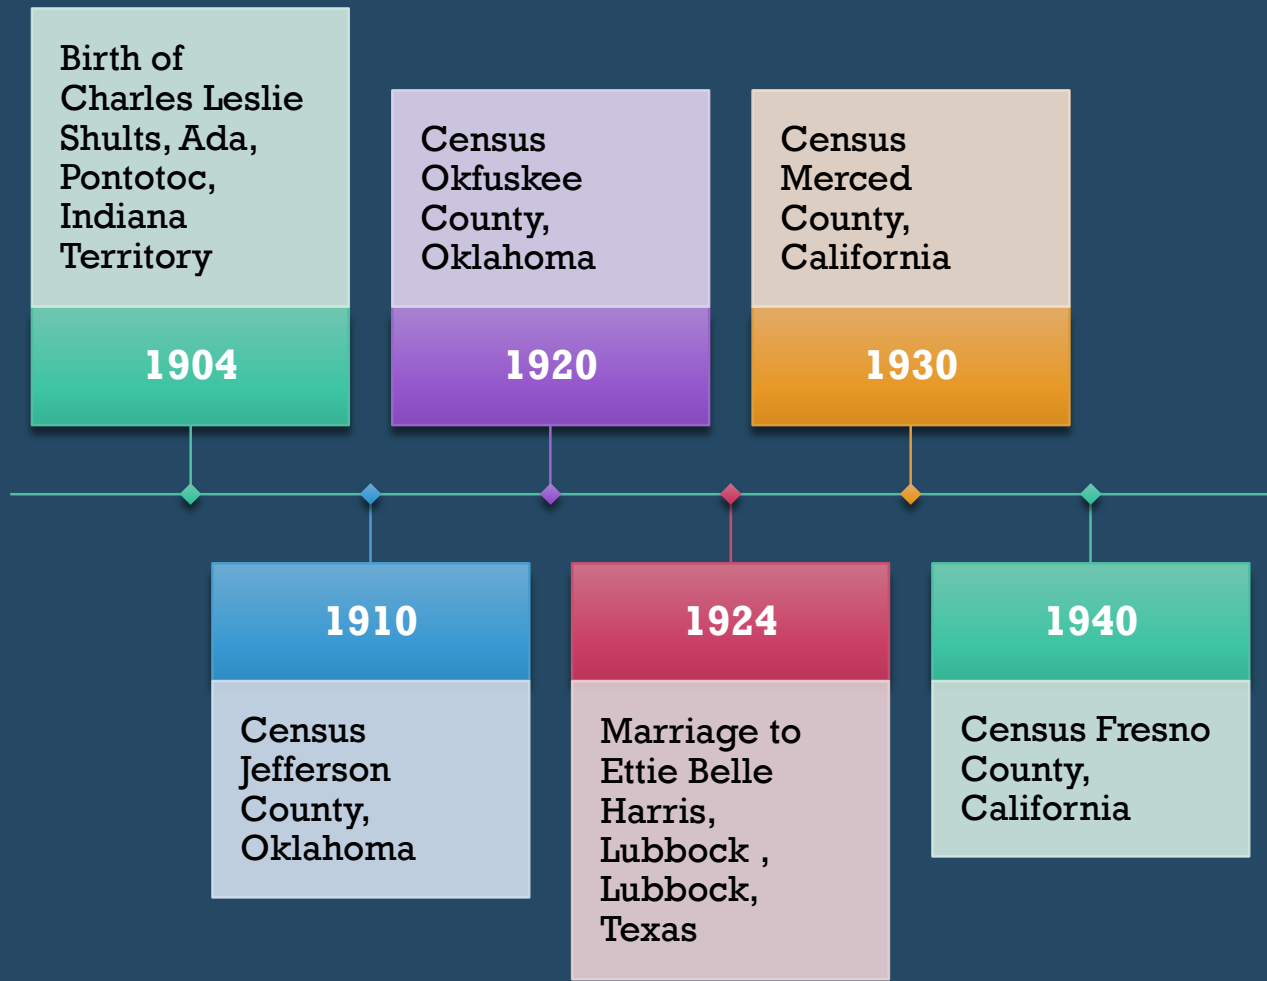 Birth of
Charles Leslie
Shults, Ada,
Pontotoc,
Indiana
Territory
1904
1910
Census
Jefferson
County,
Oklahoma
Census
Okfuskee
County,
Oklahoma
1920
1924
Marriage to
Ettie Belle
Harris,
Lubbock ,
Lubbock,
Texas
Census
Merced
County,
California
1930
1940
Census Fresno
County,
California